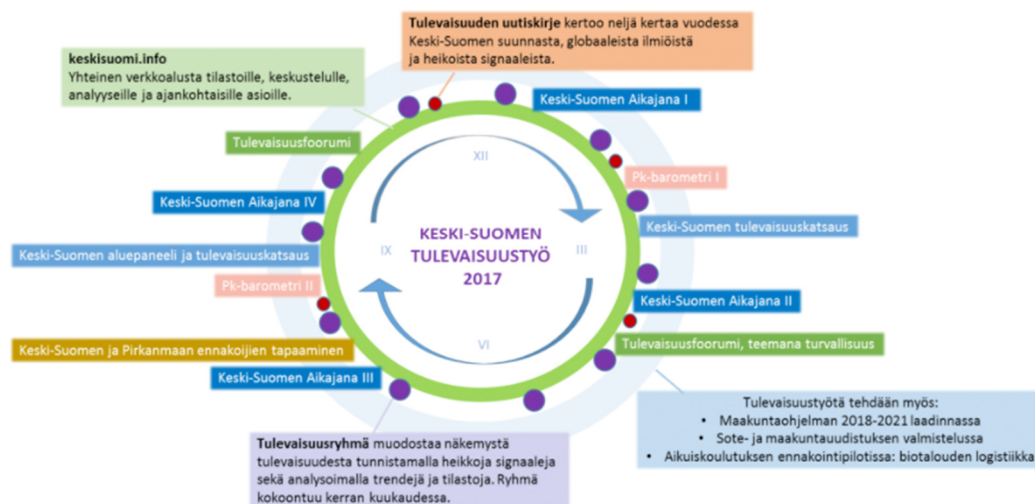 Tulevaisuuden uutiskirje kertoo neljä kertaa vuodessa
Keski-Suomen suunnasta, globaaleista ilmiöistä
ja heikoista signaaleista.
keskisuomi.info
Yhteinen verkkoalusta tilastoille, keskustelulle,
analyyseille ja ajankohtaisille asioille.
Keski-Suomen Aikajana I
Tulevaisuusfoorumi
XII
Pk-barometri I
Keski-Suomen Aikajana IV
Keski-Suomen tulevaisuuskatsaus
KESKI-SUOMEN
TULEVAISUUSTYÖ
2017
IX
III
Keski-Suomen aluepaneeli ja tulevaisuuskatsaus
Pk-barometri II
Keski-Suomen Aikajana II
VI
Tulevaisuusfoorumi, teemana turvallisuus
Keski-Suomen ja Pirkanmaan ennakoijien tapaaminen
Keski-Suomen Aikajana III
Tulevaisuustyötä tehdään myös:
• Maakuntaohjelman 2018-2021 laadinnassa
• Sote- ja maakuntauudistuksen valmistelussa
• Aikuiskoulutuksen ennakointipilotissa: biotalouden logistiikka
Tulevaisuusryhmä muodostaa näkemystä
tulevaisuudesta tunnistamalla heikkoja signaaleja
sekä analysoimalla trendejä ja tilastoja. Ryhmä
kokoontuu kerran kuukaudessa.